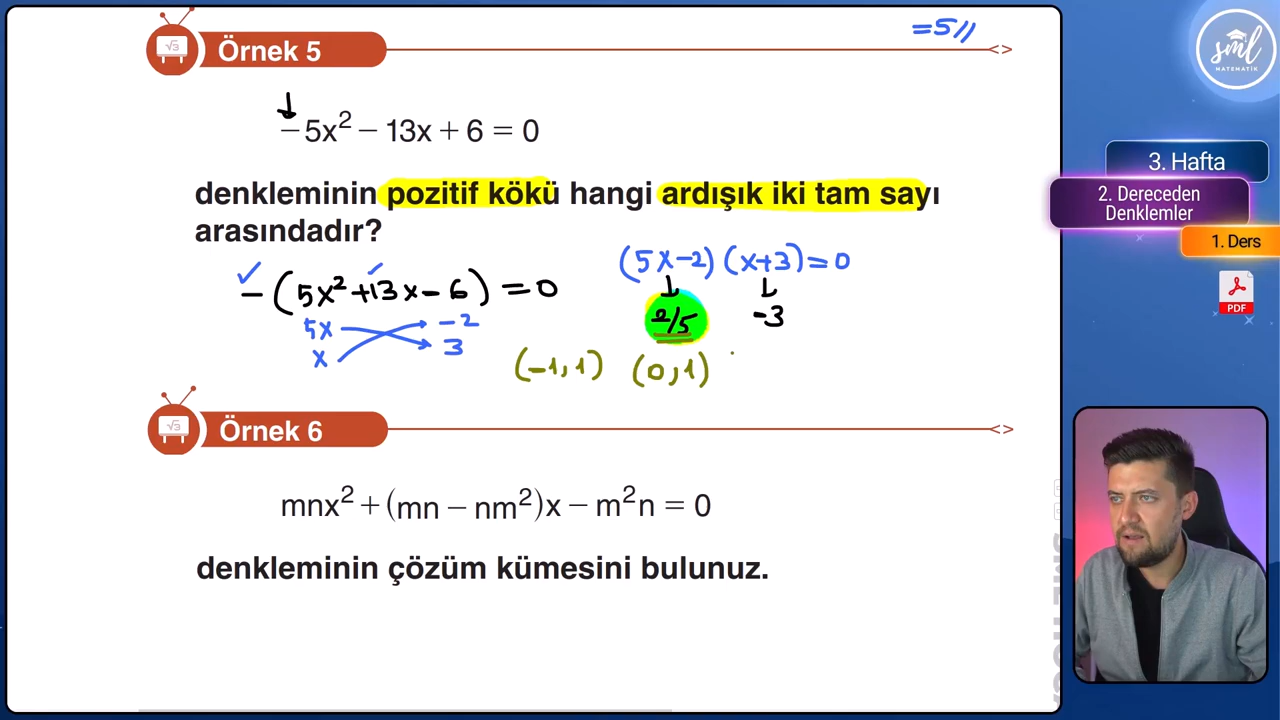 =5//
Örnek 5
-5x² - 13x + 6 = 0
denkleminin pozitif kökü hangi ardışık iki tam sayı
arasındadır?
-(5x²+13x-6)=0
5x -2
x 3
(5x-2)(x+3)=0
2/5 -3
(-1,1) (0,1)
Örnek 6
mnx² + (mn - nm²)x - m²n = 0
denkleminin çözüm kümesini bulunuz.
sml
MATEMATİK
3. Hafta
2. Dereceden
Denklemler
1. Ders
PDF